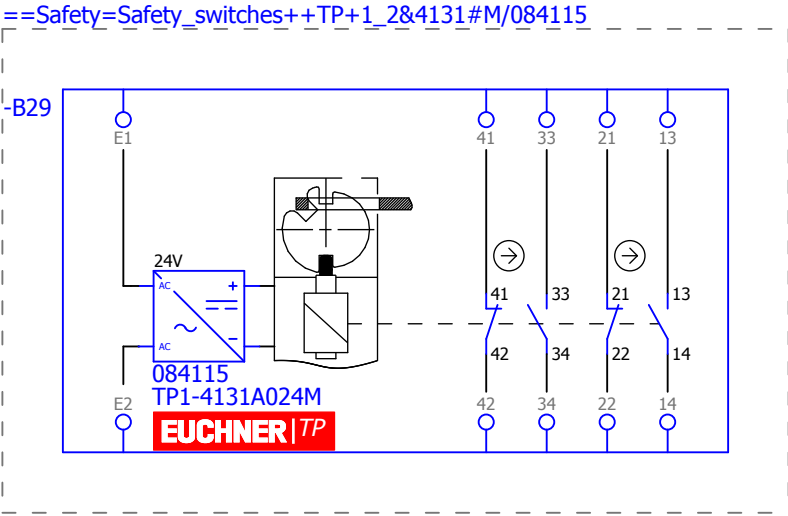 ==Safety=Safety_switches++TP+1_2&4131#M/084115
-B29
E1 41 33 21 13
24V
AC + 41 33 21 13
AC - 42 34 22 14
084115
E2 TP1-4131A024M 42 34 22 14
EUCHNER|TP